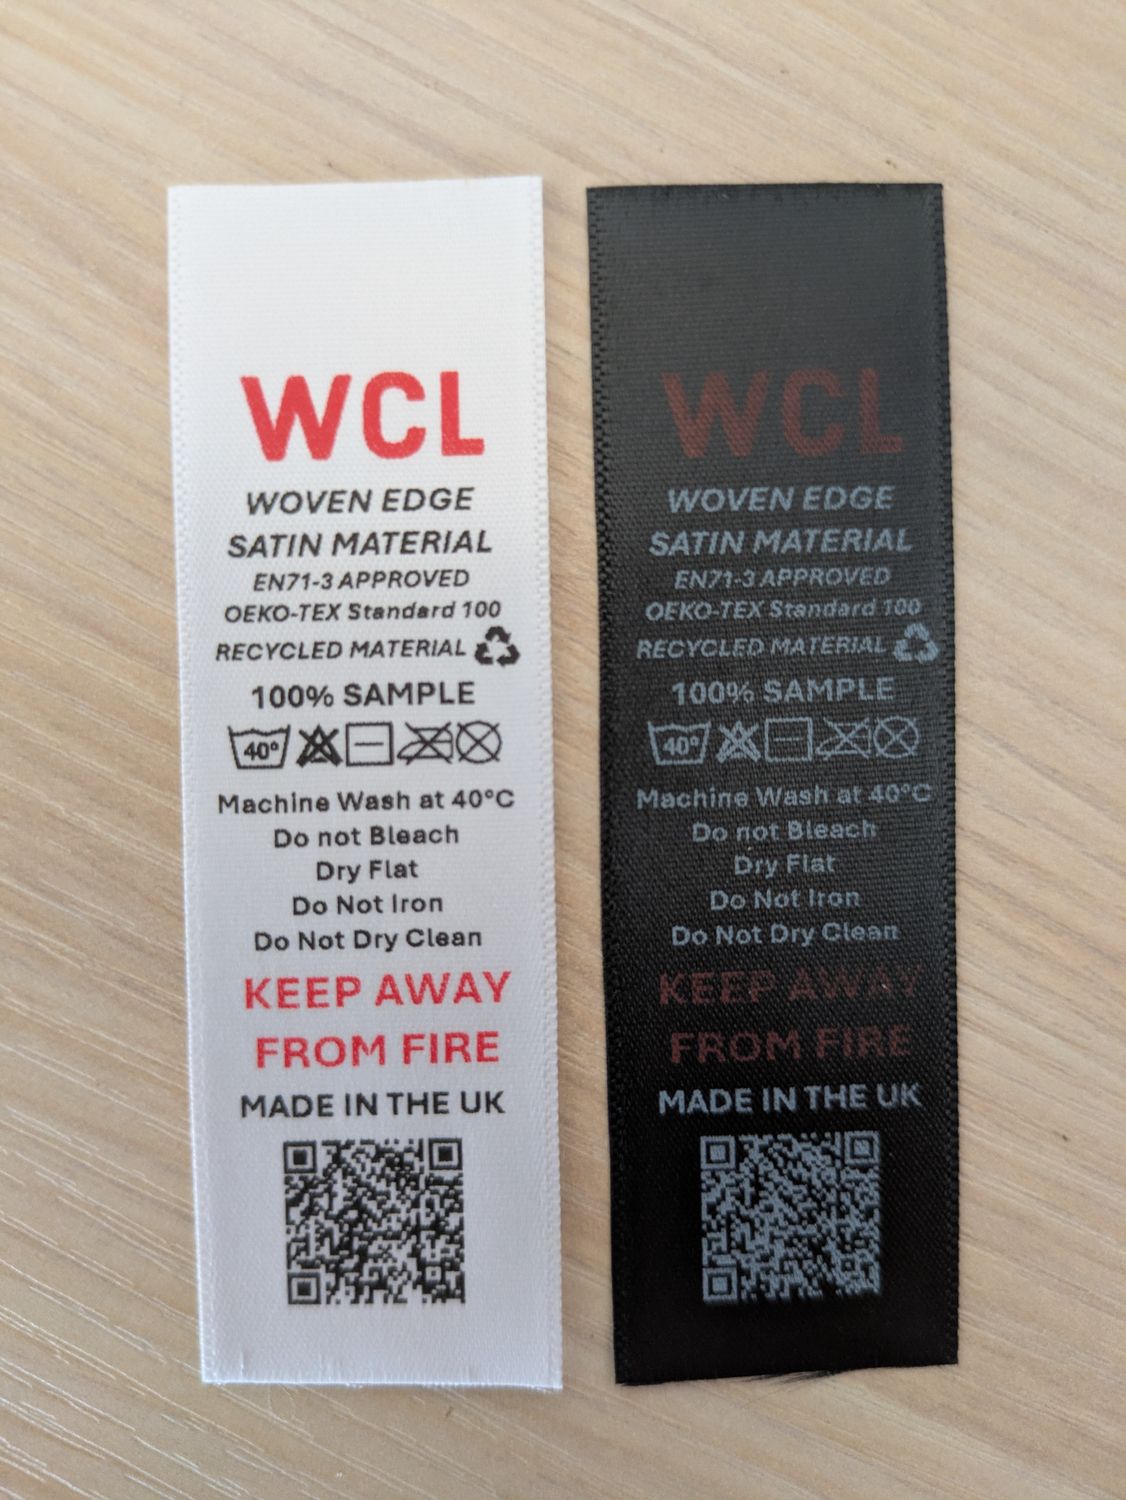 WCL
WOVEN EDGE
SATIN MATERIAL
EN71-3 APPROVED
OEKO-TEX Standard 100
RECYCLED MATERIAL
100% SAMPLE
40°
Machine Wash at 40°C
Do not Bleach
Dry Flat
Do Not Iron
Do Not Dry Clean
KEEP AWAY
FROM FIRE
MADE IN THE UK
WCL
WOVEN EDGE
SATIN MATERIAL
EN71-3 APPROVED
OEKO-TEX Standard 100
RECYCLED MATERIAL
100% SAMPLE
40°
Machine Wash at 40°C
Do not Bleach
Dry Flat
Do Not Iron
Do Not Dry Clean
KEEP AWAY
FROM FIRE
MADE IN THE UK